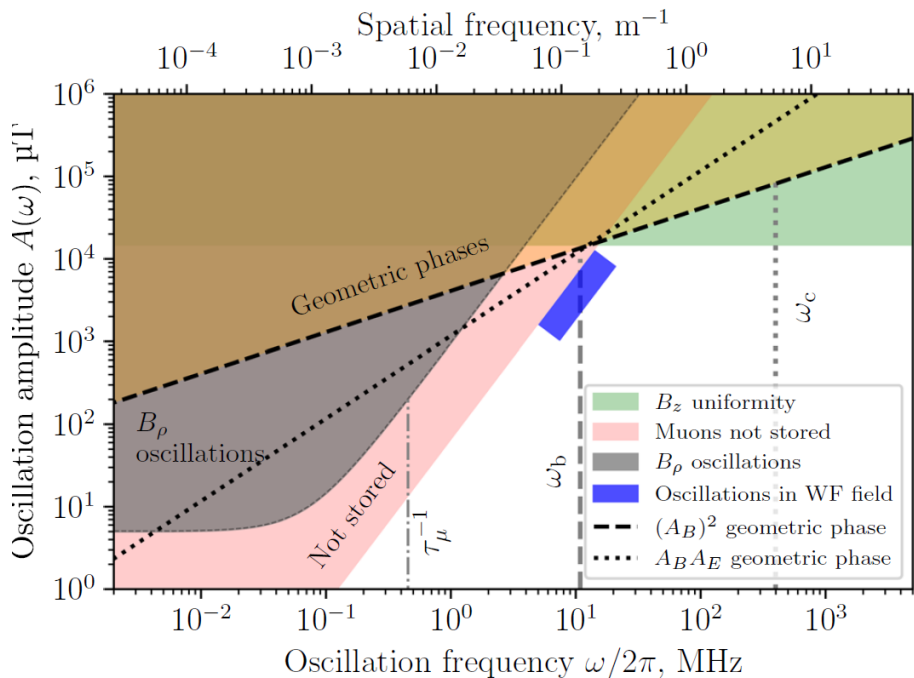 Spatial frequency, m⁻¹
10⁻⁴ 10⁻³ 10⁻² 10⁻¹ 10⁰ 10¹
Oscillation amplitude A(ω), µT
10⁶
10⁵
10⁴
10³
10²
10¹
10⁰
Geometric phases
B_ρ
oscillations
Not stored
τ_μ⁻¹
ω_b
ω_c
B_z uniformity
Muons not stored
B_ρ oscillations
Oscillations in WF field
(A_B)² geometric phase
A_B A_E geometric phase
10⁻² 10⁻¹ 10⁰ 10¹ 10² 10³
Oscillation frequency ω/2π, MHz